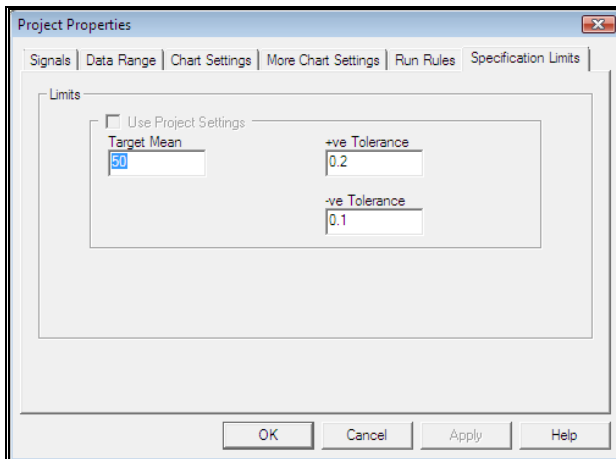 Project Properties
Signals Data Range Chart Settings More Chart Settings Run Rules Specification Limits
Limits
Use Project Settings
Target Mean +ve Tolerance
50 0.2
-ve Tolerance
0.1
OK Cancel Apply Help